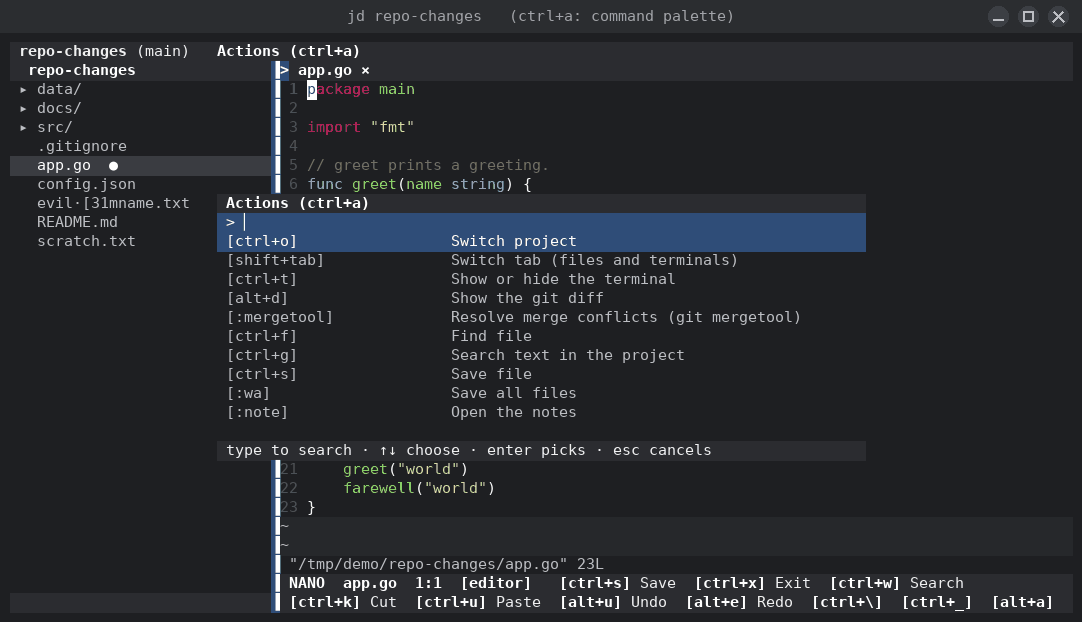 jd repo-changes   (ctrl+a: command palette)
repo-changes (main)   Actions (ctrl+a)
repo-changes   > app.go ×
▸ data/   1 package main
▸ docs/   2
▸ src/   3 import "fmt"
.gitignore   4
app.go ●   5 // greet prints a greeting.
config.json   6 func greet(name string) {
evil·[31mname.txt   Actions (ctrl+a)
README.md   >
scratch.txt   [ctrl+o]   Switch project
[shift+tab]   Switch tab (files and terminals)
[ctrl+t]   Show or hide the terminal
[alt+d]   Show the git diff
[:mergetool]   Resolve merge conflicts (git mergetool)
[ctrl+f]   Find file
[ctrl+g]   Search text in the project
[ctrl+s]   Save file
[:wa]   Save all files
[:note]   Open the notes
type to search · ↑↓ choose · enter picks · esc cancels
21     greet("world")
22     farewell("world")
23 }
~
~
"/tmp/demo/repo-changes/app.go" 23L
NANO  app.go  1:1  [editor]   [ctrl+s] Save  [ctrl+x] Exit  [ctrl+w] Search
[ctrl+k] Cut  [ctrl+u] Paste  [alt+u] Undo  [alt+e] Redo  [ctrl+\]  [ctrl+_]  [alt+a]